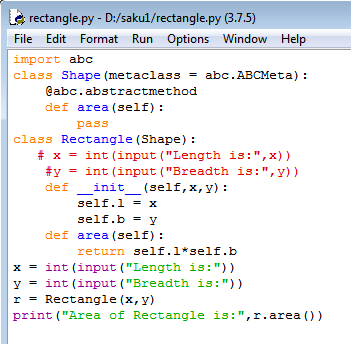 rectangle.py - D:/saku1/rectangle.py (3.7.5)
File Edit Format Run Options Window Help
import abc
class Shape(metaclass = abc.ABCMeta):
    @abc.abstractmethod
    def area(self):
        pass
class Rectangle(Shape):
   # x = int(input("Length is:",x))
    #y = int(input("Breadth is:",y))
    def __init__(self,x,y):
        self.l = x
        self.b = y
    def area(self):
        return self.l*self.b
x = int(input("Length is:"))
y = int(input("Breadth is:"))
r = Rectangle(x,y)
print("Area of Rectangle is:",r.area())